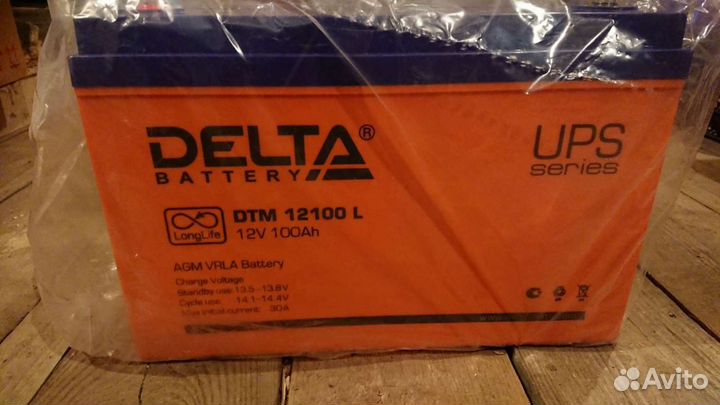 DELTA®
BATTERY
UPS
series
LongLife
DTM 12100 L
12V 100Ah
AGM VRLA Battery
Charge voltage
Standby use: 13.5-13.8V
Cycle use: 14.1-14.4V
Max initial current: 30A
Avito